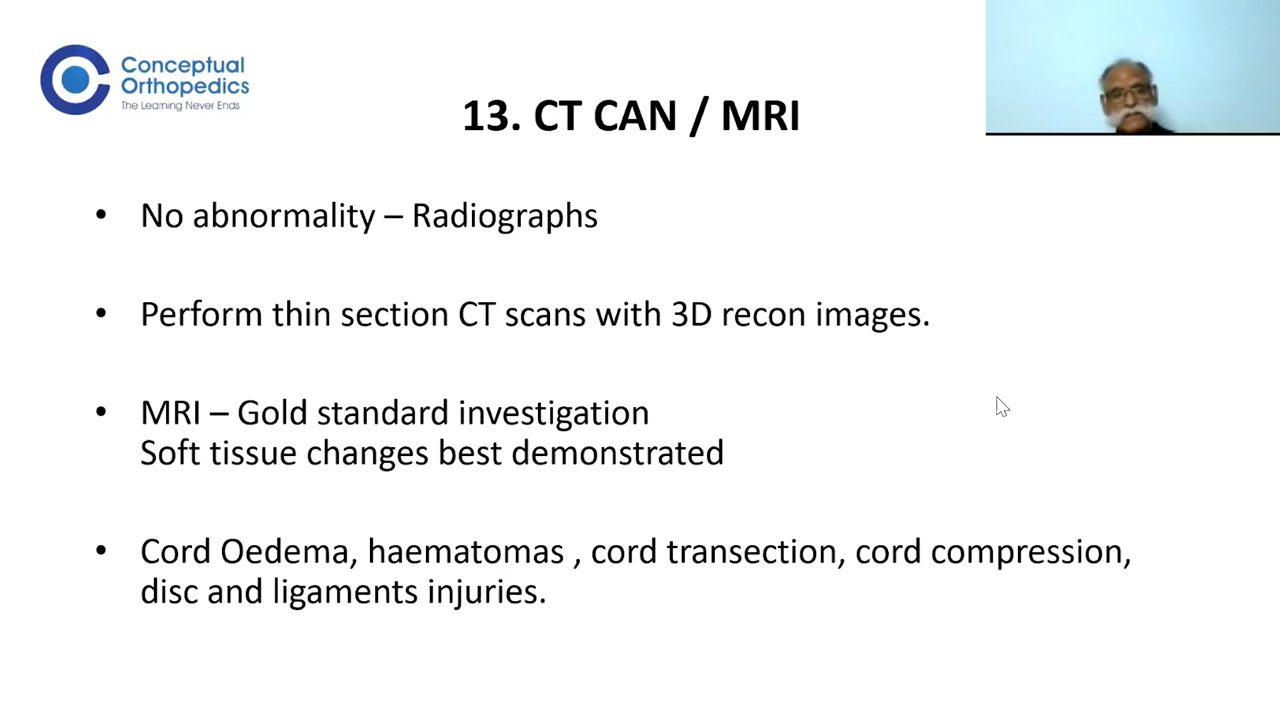 Conceptual
Orthopedics
The Learning Never Ends
13. CT CAN / MRI
• No abnormality – Radiographs
• Perform thin section CT scans with 3D recon images.
• MRI – Gold standard investigation
Soft tissue changes best demonstrated
• Cord Oedema, haematomas , cord transection, cord compression,
disc and ligaments injuries.